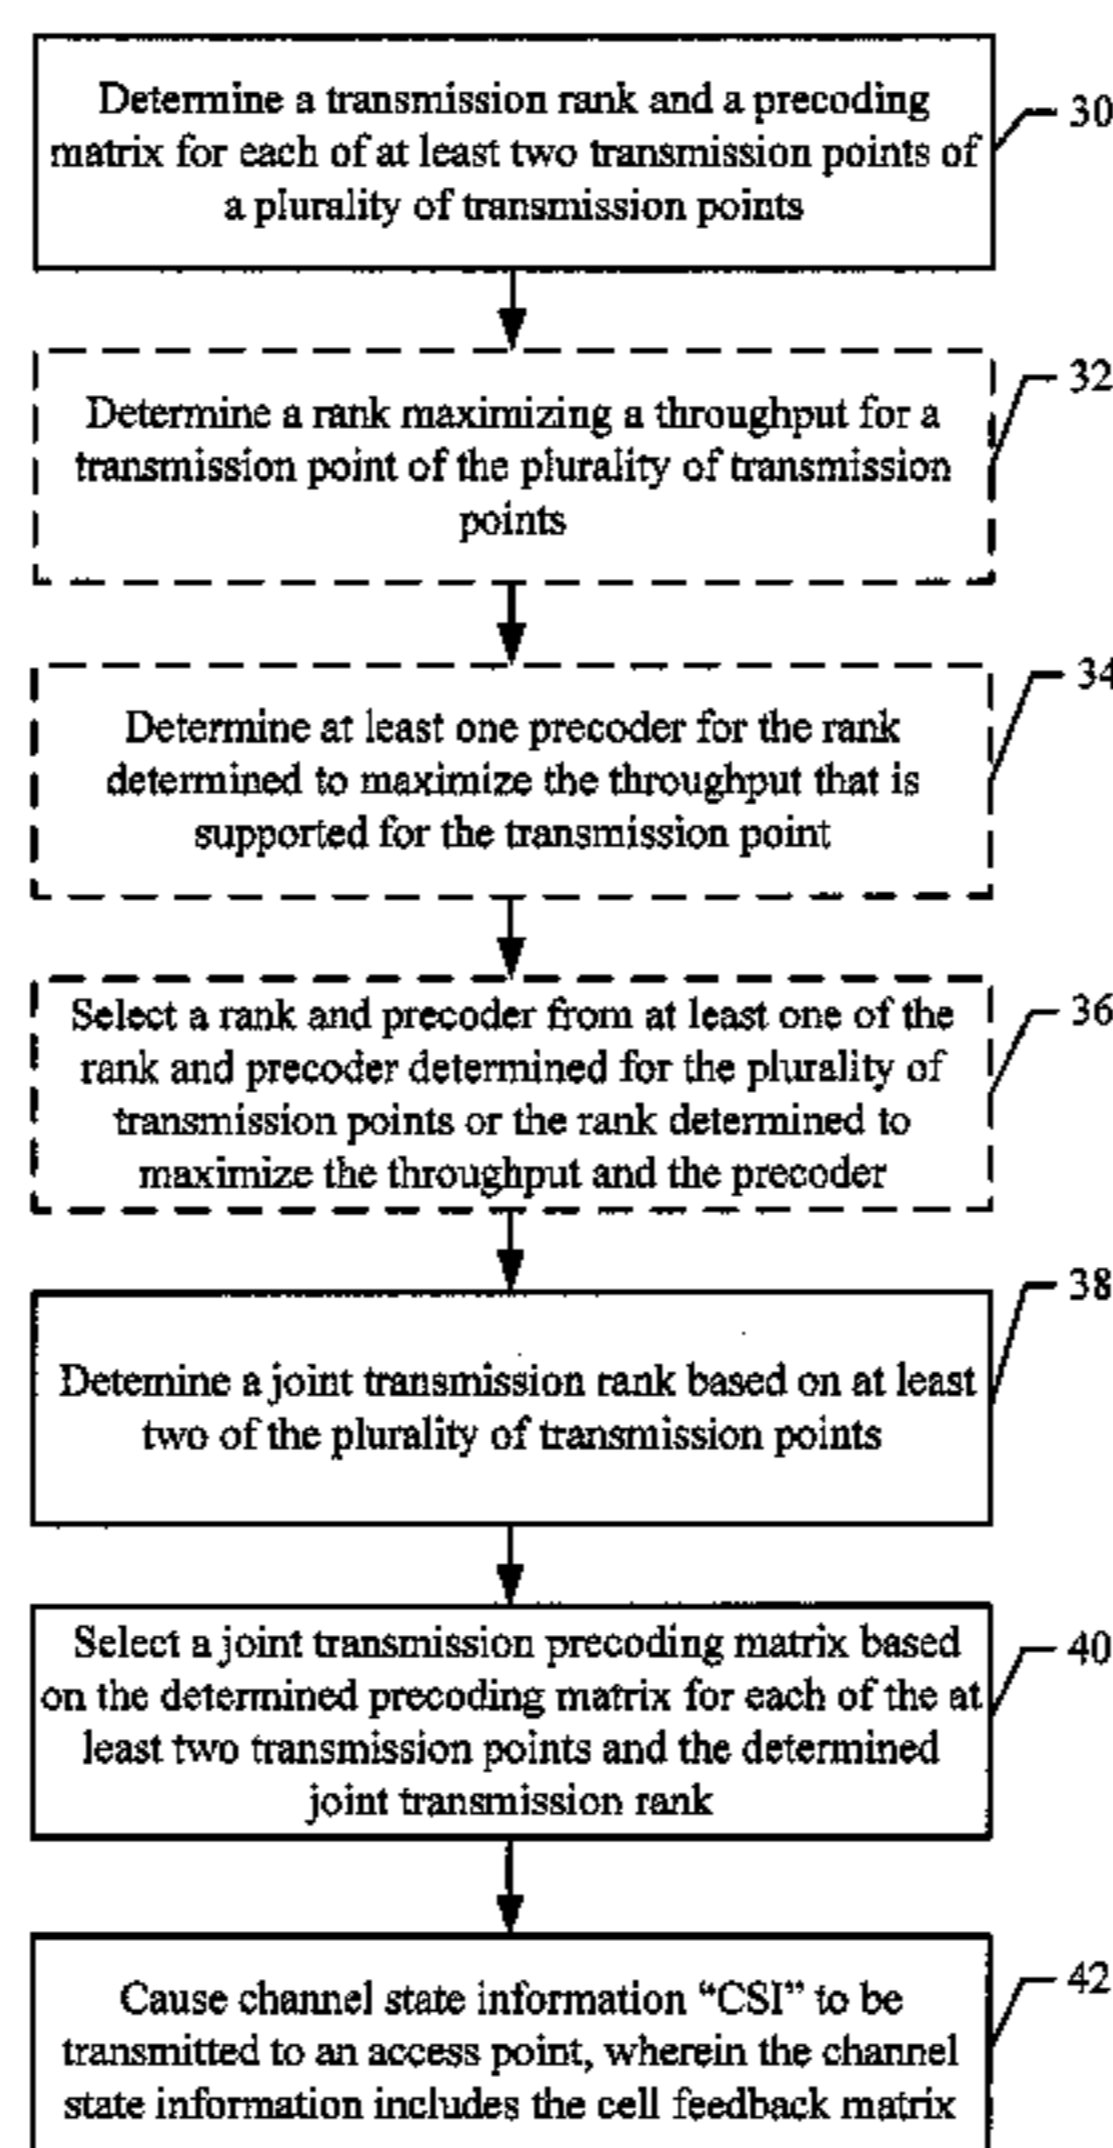 Determine a transmission rank and a precoding
matrix for each of at least two transmission points of
a plurality of transmission points
30
Determine a rank maximizing a throughput for a
transmission point of the plurality of transmission
points
32
Determine at least one precoder for the rank
determined to maximize the throughput that is
supported for the transmission point
34
Select a rank and precoder from at least one of the
rank and precoder determined for the plurality of
transmission points or the rank determined to
maximize the throughput and the precoder
36
Detemine a joint transmission rank based on at least
two of the plurality of transmission points
38
Select a joint transmission precoding matrix based
on the determined precoding matrix for each of the at
least two transmission points and the determined
joint transmission rank
40
Cause channel state information “CSI” to be
transmitted to an access point, wherein the channel
state information includes the cell feedback matrix
42